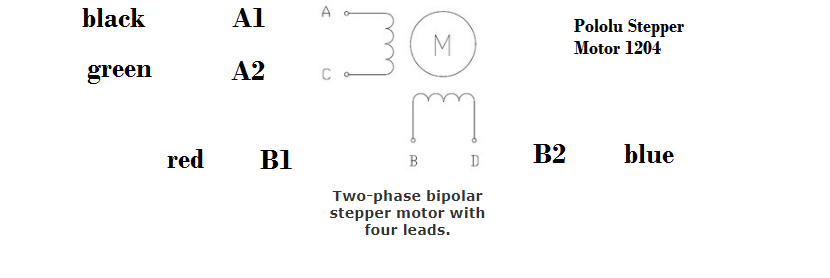 black A1 A
Pololu Stepper
Motor 1204
M
green A2 C
red B1 B D B2 blue
Two-phase bipolar
stepper motor with
four leads.